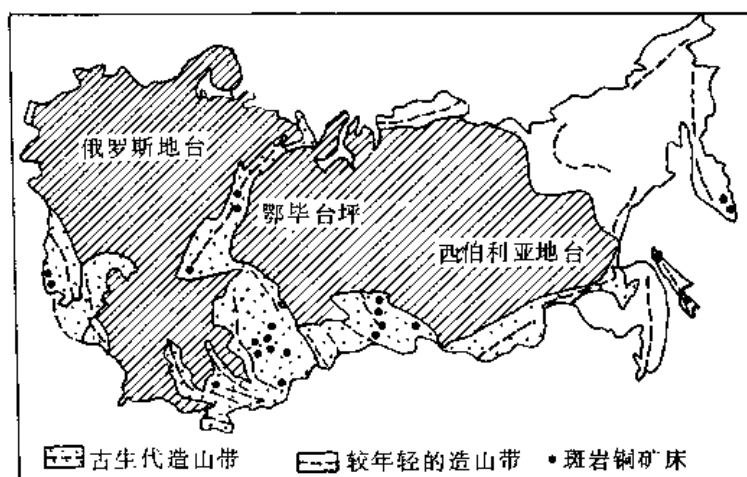 俄罗斯地台
鄂毕台坪
西伯利亚地台
古生代造山带
较年轻的造山带
斑岩铜矿床